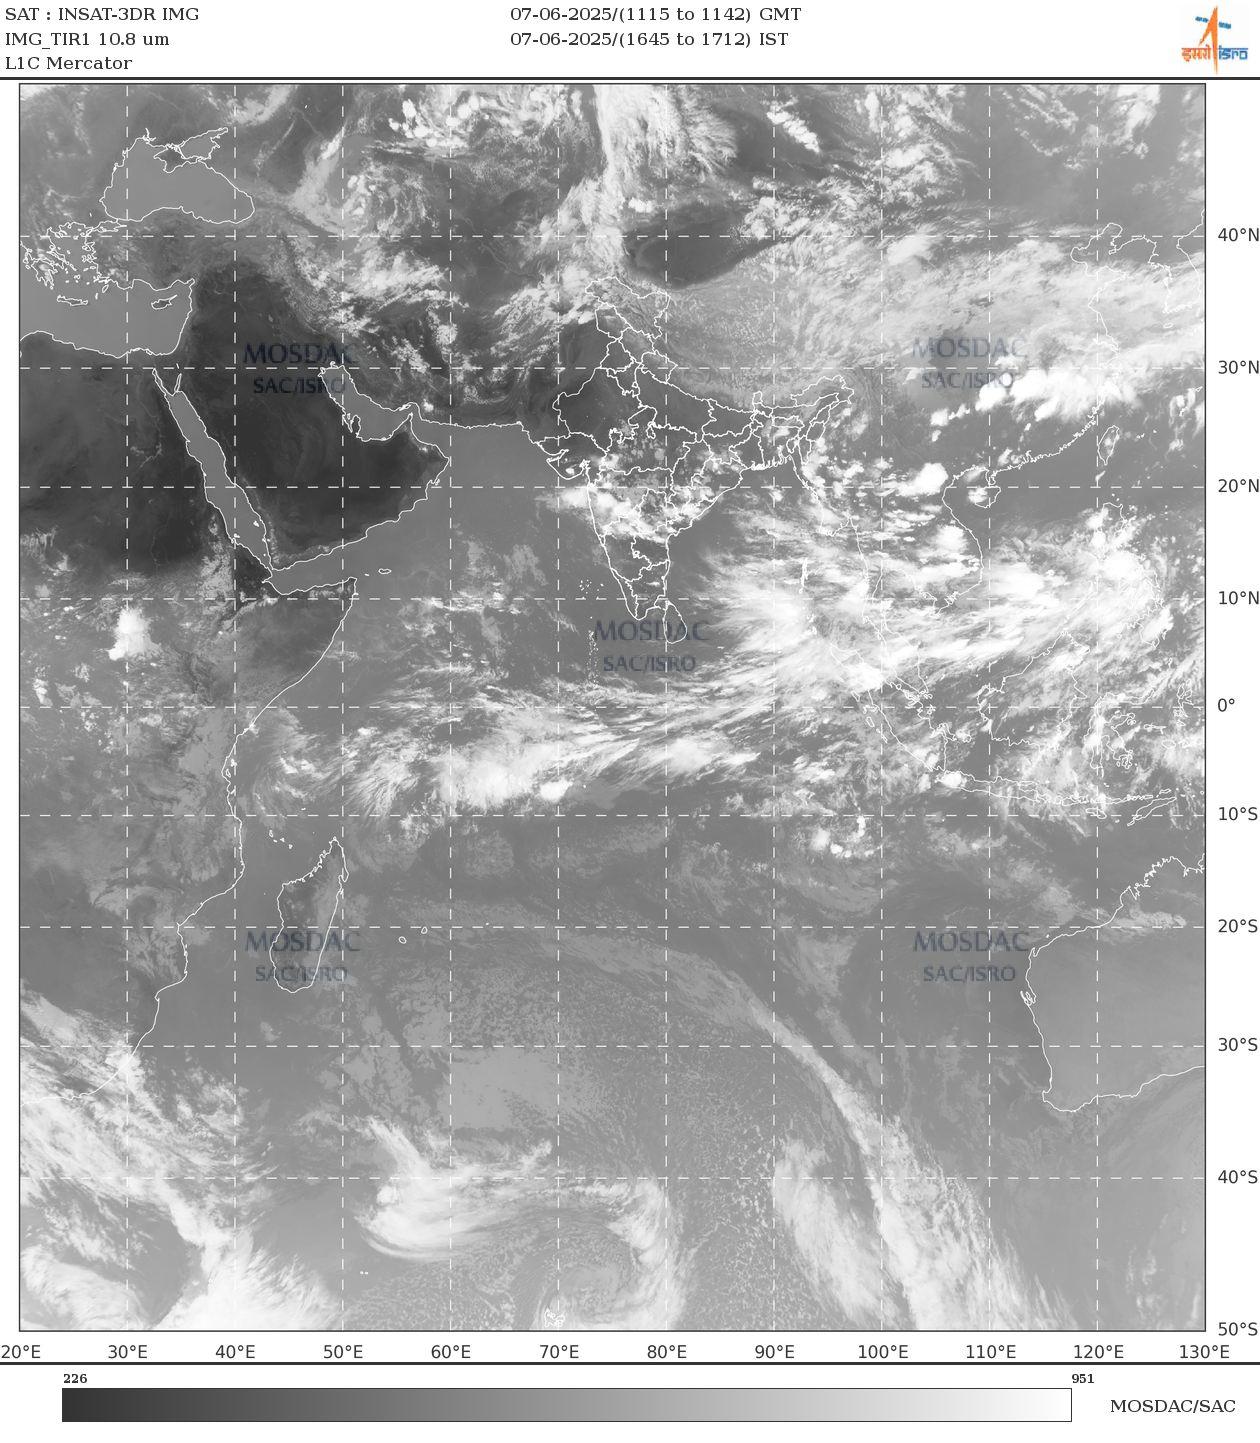 SAT : INSAT-3DR IMG
07-06-2025/(1115 to 1142) GMT
IMG_TIR1 10.8 um
07-06-2025/(1645 to 1712) IST
L1C Mercator
इसरो isro
40°N
MOSDAC
SAC/ISRO
MOSDAC
SAC/ISRO
30°N
20°N
10°N
MOSDAC
SAC/ISRO
0°
10°S
20°S
MOSDAC
SAC/ISRO
MOSDAC
SAC/ISRO
30°S
40°S
50°S
20°E 30°E 40°E 50°E 60°E 70°E 80°E 90°E 100°E 110°E 120°E 130°E
226
951
MOSDAC/SAC